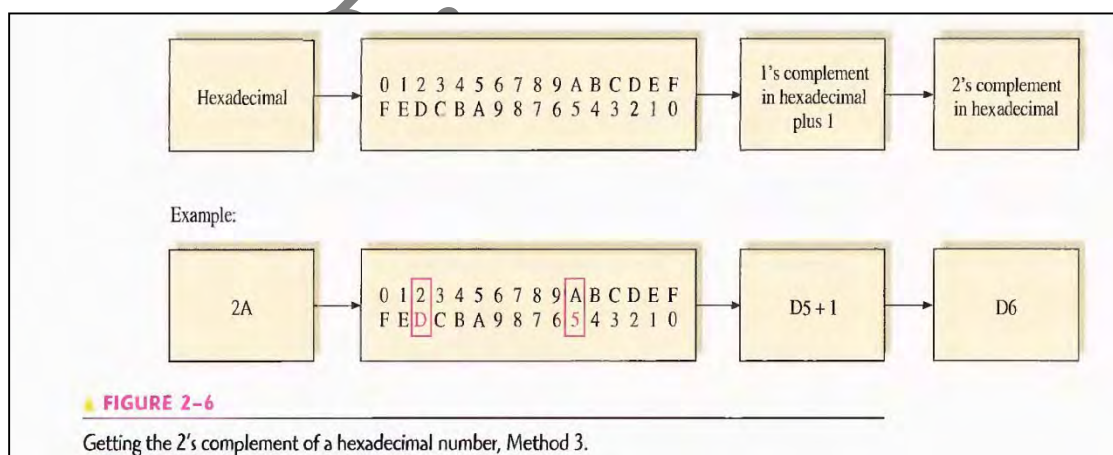 Hexadecimal
0 1 2 3 4 5 6 7 8 9 A B C D E F
F E D C B A 9 8 7 6 5 4 3 2 1 0
1's complement
in hexadecimal
plus 1
2's complement
in hexadecimal
Example:
2A
0 1 2 3 4 5 6 7 8 9 A B C D E F
F E D C B A 9 8 7 6 5 4 3 2 1 0
D5 + 1
D6
FIGURE 2–6
Getting the 2's complement of a hexadecimal number, Method 3.